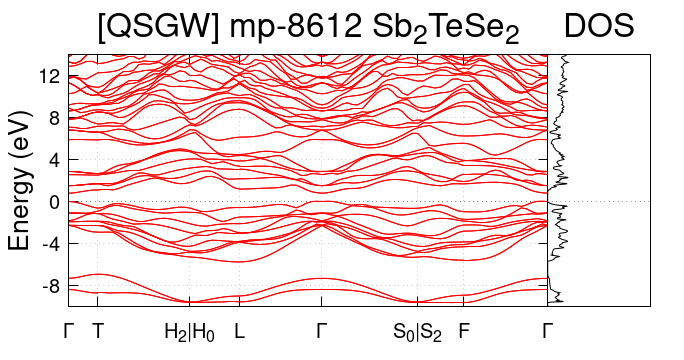 [QSGW] mp-8612 Sb₂TeSe₂ DOS
Energy (eV)
12
8
4
0
-4
-8
Γ T H₂|H₀ L Γ S₀|S₂ F Γ